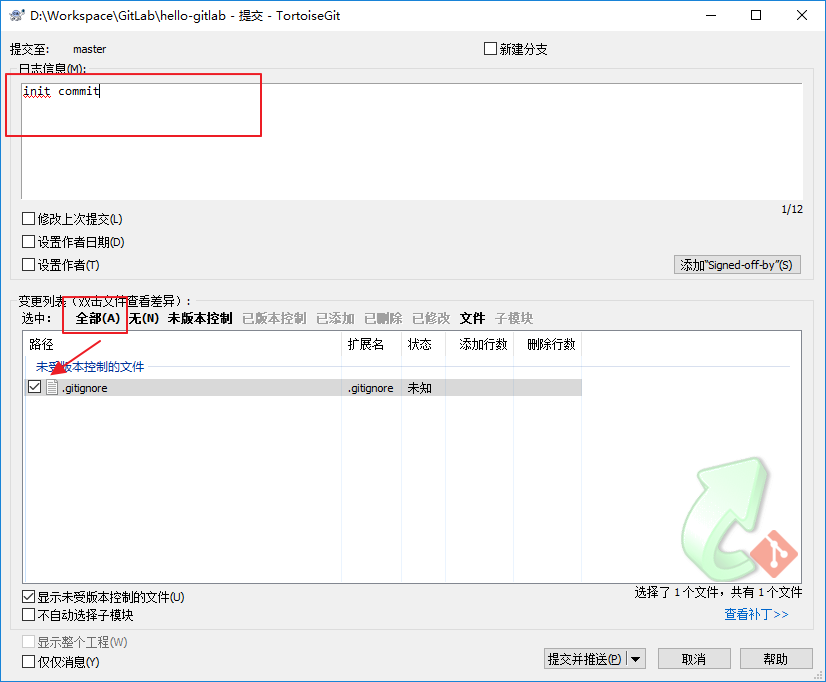 D:\Workspace\GitLab\hello-gitlab - 提交 - TortoiseGit
提交至: master 新建分支
日志信息(M):
init commit
1/12
修改上次提交(L)
设置作者日期(D)
设置作者(T) 添加"Signed-off-by"(S)
变更列表（双击文件查看差异）:
选中: 全部(A) 无(N) 未版本控制 已版本控制 已添加 已删除 已修改 文件 子模块
路径 扩展名 状态 添加行数 删除行数
未受版本控制的文件
.gitignore .gitignore 未知
显示未受版本控制的文件(U) 选择了 1 个文件，共有 1 个文件
不自动选择子模块 查看补丁>>
显示整个工程(W)
仅仅消息(Y) 提交并推送(P) 取消 帮助